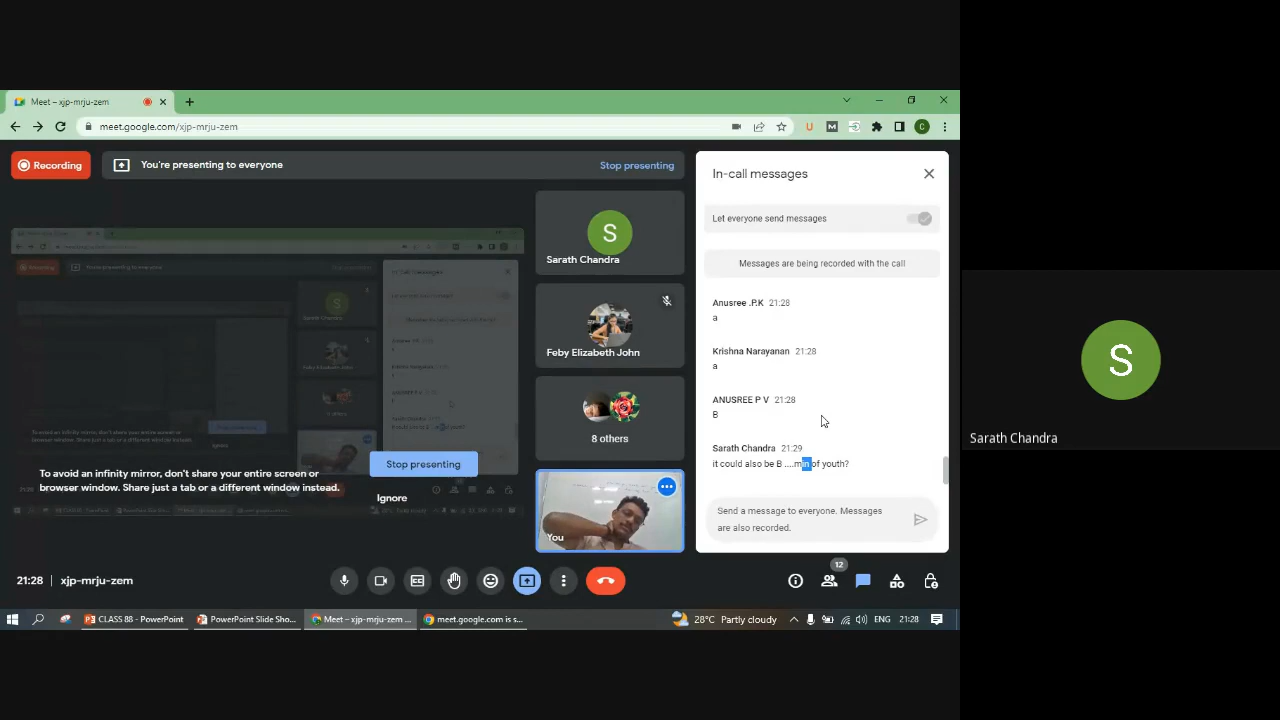 Meet – xjp-mrju-zem
meet.google.com/xjp-mrju-zem
U
M
C
Recording
You're presenting to everyone
Stop presenting
In-call messages
Let everyone send messages
Messages are being recorded with the call
S
Sarath Chandra
Feby Elizabeth John
8 others
You
Anusree .P.K 21:28
a
Krishna Narayanan 21:28
a
ANUSREE P V 21:28
B
Sarath Chandra 21:29
it could also be B ....min of youth?
Send a message to everyone. Messages
are also recorded.
To avoid an infinity mirror, don't share your entire screen or
browser window. Share just a tab or a different window instead.
Stop presenting
Ignore
21:28 | xjp-mrju-zem
12
CLASS 88 - PowerPoint
PowerPoint Slide Sho...
Meet – xjp-mrju-zem ...
meet.google.com is s...
28°C Partly cloudy
ENG
21:28
S
Sarath Chandra